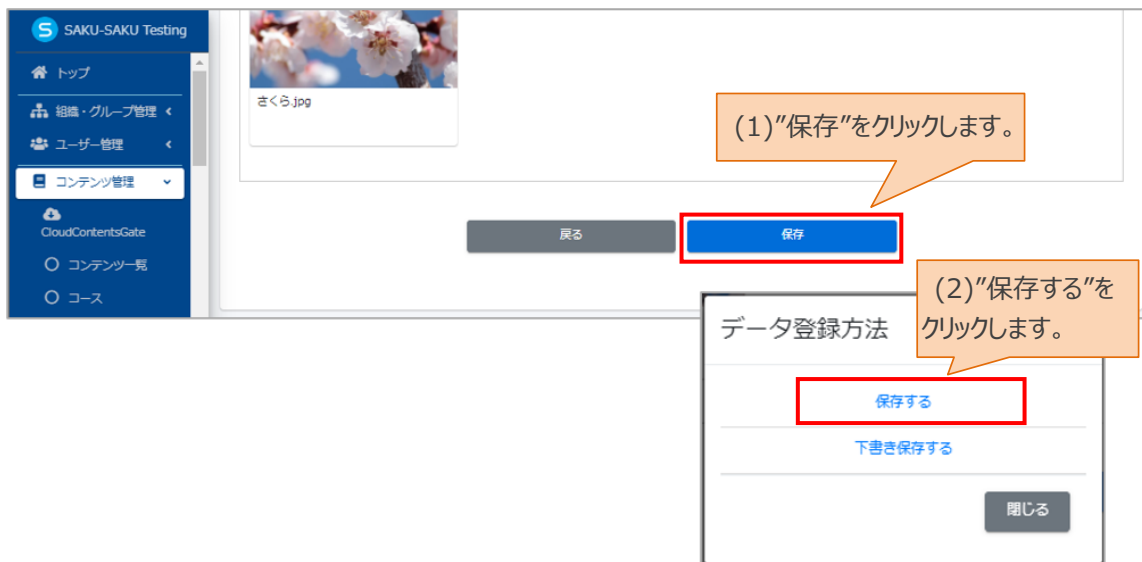 SAKU-SAKU Testing
トップ
組織・グループ管理
ユーザー管理
コンテンツ管理
CloudContentsGate
コンテンツ一覧
コース
さくら.jpg
(1)”保存”をクリックします。
戻る
保存
(2)”保存する”を
クリックします。
データ登録方法
保存する
下書き保存する
閉じる